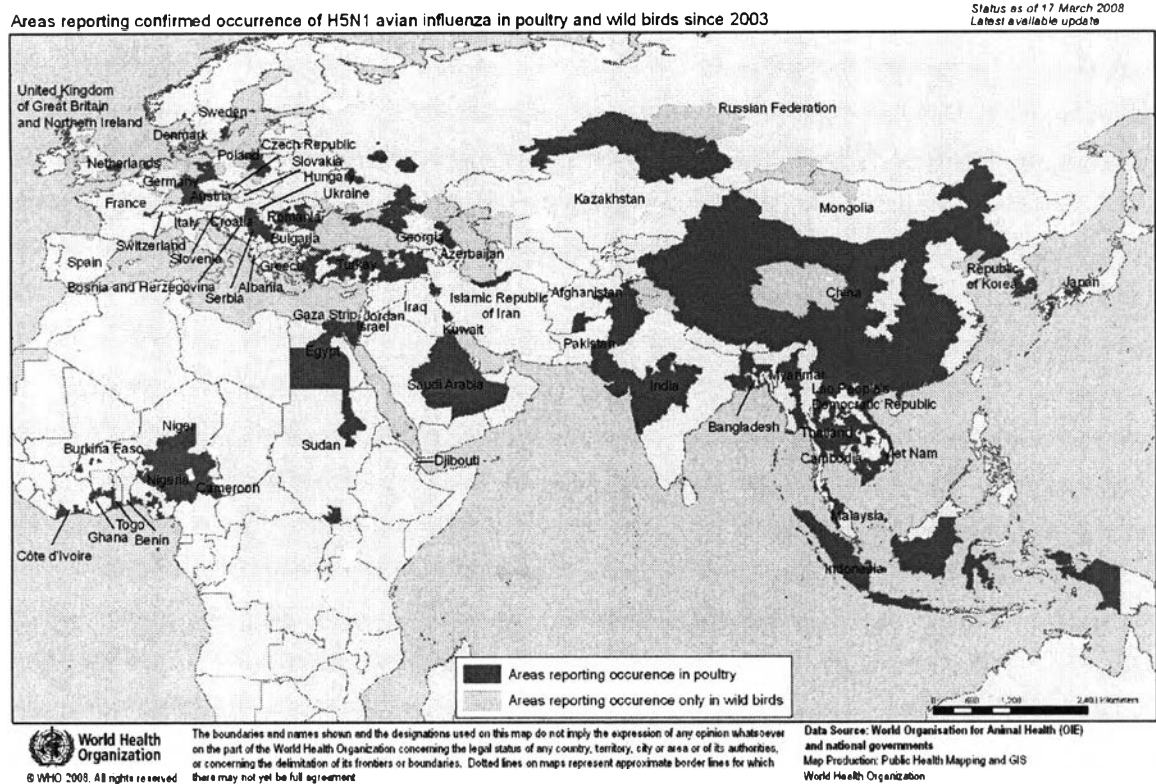 Areas reporting confirmed occurrence of H5N1 avian influenza in poultry and wild birds since 2003
Status as of 17 March 2008
Latest available update
United Kingdom
of Great Britain
and Northern Ireland
Sweden
Denmark
Russian Federation
Netherlands
Poland
Czech Republic
Slovakia
Germany
Hungary
Austria
Ukraine
France
Kazakhstan
Mongolia
Italy
Croatia
Romania
Switzerland
Bulgaria
Georgia
Slovenia
Azerbaijan
Spain
Greece
Turkey
Republic
of Korea
Japan
Bosnia and Herzegovina
Albania
Serbia
China
Islamic Republic
of Iran
Afghanistan
Iraq
Gaza Strip
Jordan
Israel
Kuwait
Pakistan
Egypt
Saudi Arabia
India
Myanmar
Lao People's
Democratic Republic
Niger
Bangladesh
Thailand
Burkina Faso
Sudan
Cambodia
Viet Nam
Djibouti
Nigeria
Cameroon
Togo
Ghana
Benin
Malaysia
Côte d'Ivoire
Indonesia
Areas reporting occurence in poultry
Areas reporting occurence only in wild birds
World Health
Organization
© WHO 2008. All rights reserved
The boundaries and names shown and the designations used on this map do not imply the expression of any opinion whatsoever
on the part of the World Health Organization concerning the legal status of any country, territory, city or area or of its authorities,
or concerning the delimitation of its frontiers or boundaries. Dotted lines on maps represent approximate border lines for which
there may not yet be full agreement
Data Source: World Organisation for Animal Health (OIE)
and national governments
Map Production: Public Health Mapping and GIS
World Health Organization